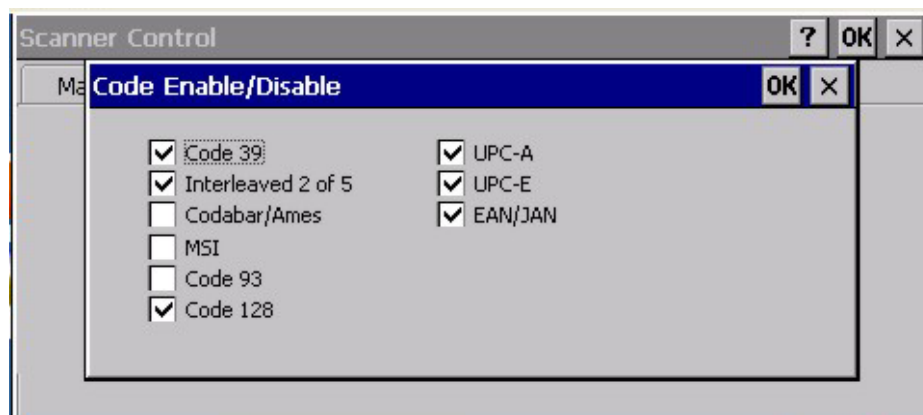 Scanner Control ? OK ×
Ma
Code Enable/Disable OK ×
Code 39
Interleaved 2 of 5
Codabar/Ames
MSI
Code 93
Code 128
UPC-A
UPC-E
EAN/JAN